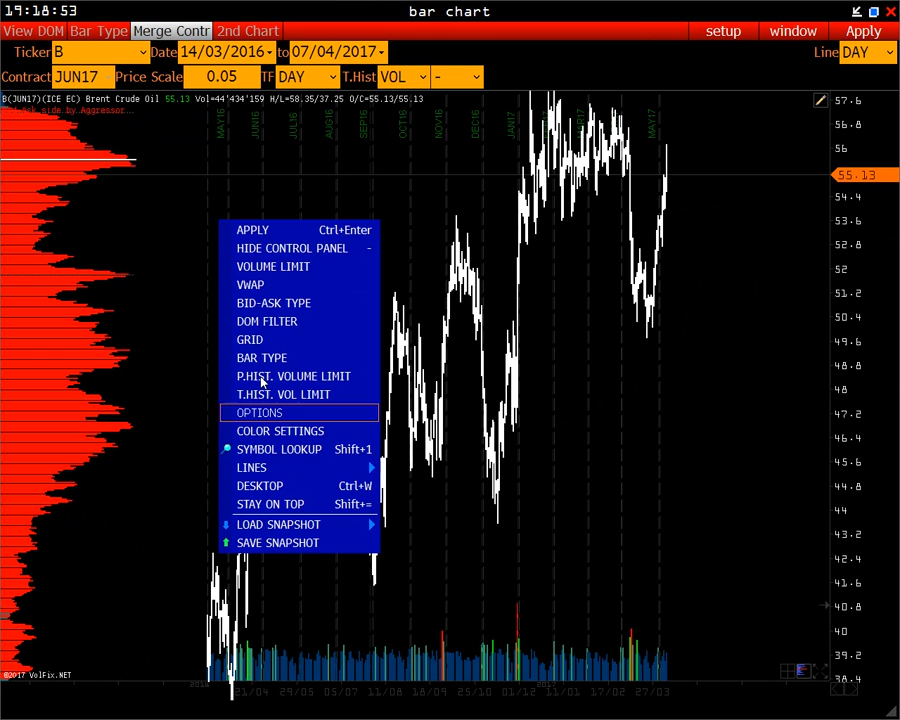 19:18:53
bar chart
View DOM Bar Type Merge Contr 2nd Chart setup window Apply
Ticker B Date 14/03/2016 to 07/04/2017 Line DAY
Contract JUN17 Price Scale 0.05 TF DAY T.Hist VOL -
B(JUN17)(ICE EC) Brent Crude Oil 55.13 Vol=44'434'159 H/L=58.35/37.25 O/C=55.13/55.13
side by Aggressor...
MAY16 JUN16 JUL16 AUG16 SEP16 OCT16 NOV16 DEC16 JAN17 MAY17
57.6
56.8
56
55.13
54.4
53.6
52.8
52
51.2
50.4
49.6
48.8
48
47.2
46.4
45.6
44.8
44
43.2
42.4
41.6
40.8
40
39.2
38.4
APPLY Ctrl+Enter
HIDE CONTROL PANEL -
VOLUME LIMIT
VWAP
BID-ASK TYPE
DOM FILTER
GRID
BAR TYPE
P.HIST. VOLUME LIMIT
T.HIST. VOL LIMIT
OPTIONS
COLOR SETTINGS
SYMBOL LOOKUP Shift+1
LINES
DESKTOP Ctrl+W
STAY ON TOP Shift+=
LOAD SNAPSHOT
SAVE SNAPSHOT
©2017 VolFix.NET
21/04 29/05 05/07 11/08 18/09 25/10 01/12 11/01 17/02 27/03